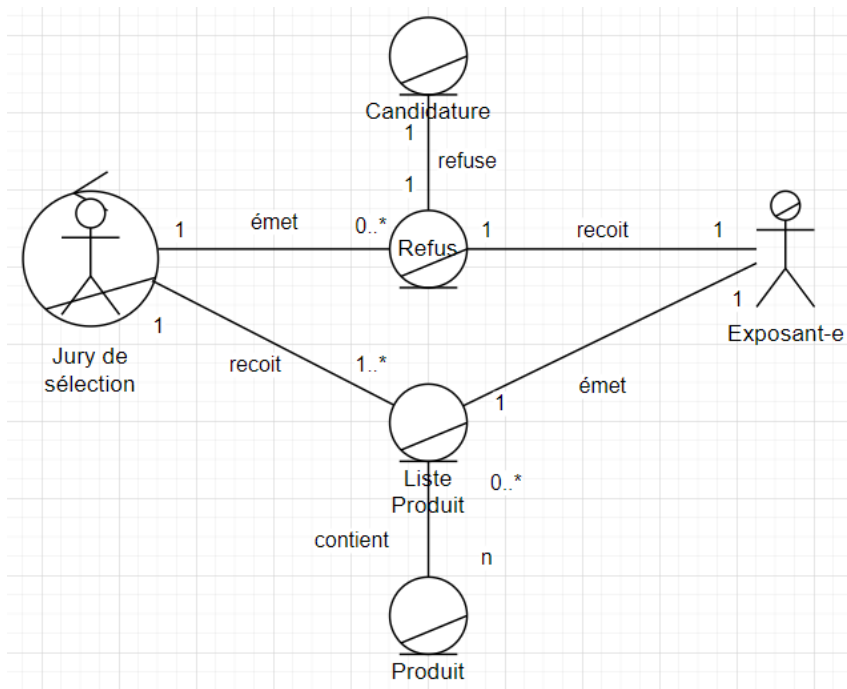 Candidature
1
refuse
1
1
émet
0..*
Refus
1
recoit
1
Exposant-e
1
1
Jury de
sélection
recoit
1..*
émet
1
Liste
Produit
0..*
contient
n
Produit